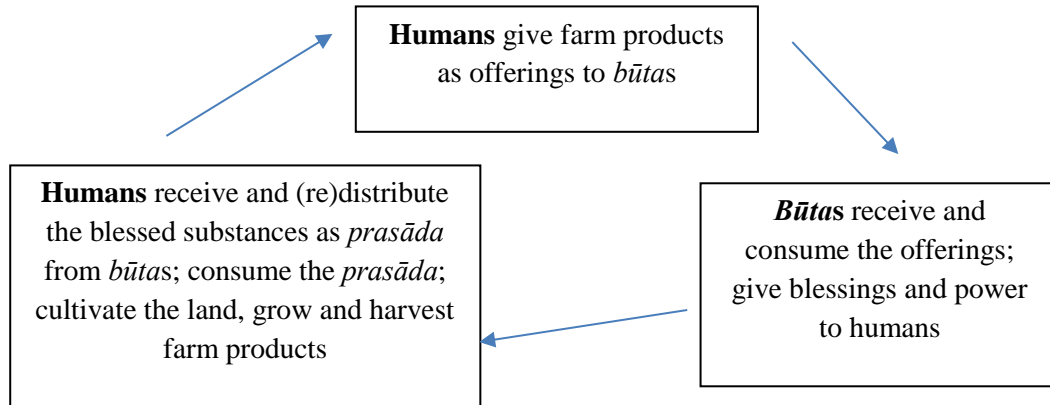 Humans give farm products
as offerings to būtas
Humans receive and (re)distribute
the blessed substances as prasāda
from būtas; consume the prasāda;
cultivate the land, grow and harvest
farm products
Būtas receive and
consume the offerings;
give blessings and power
to humans